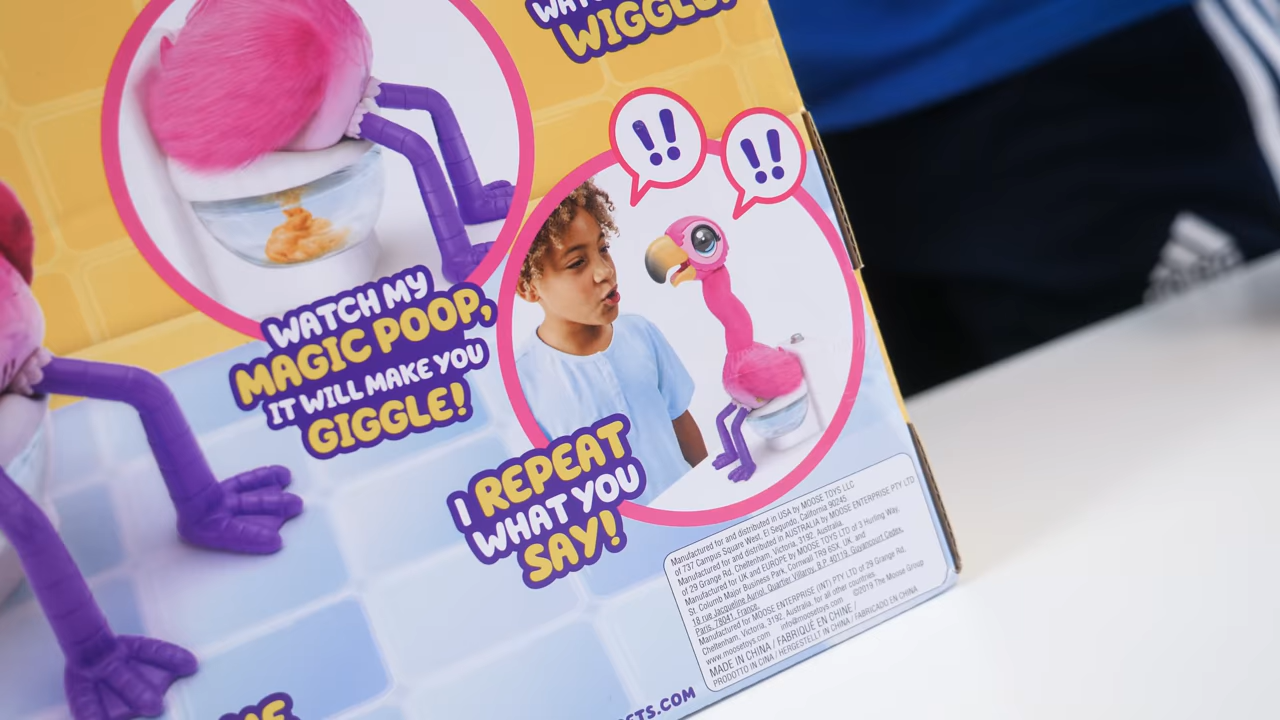 WIGGLE!
!!
!!
WATCH MY
MAGIC POOP,
IT WILL MAKE YOU
GIGGLE!
I REPEAT
WHAT YOU
SAY!
Manufactured for and distributed in USA by MOOSE TOYS LLC
of 737 Campus Square West, El Segundo, California 90245.
Manufactured for and distributed in AUSTRALIA by MOOSE ENTERPRISE PTY LTD
of 29 Grange Rd, Cheltenham, Victoria, 3192, Australia.
Manufactured for UK and EUROPE by MOOSE TOYS LTD of 3 Hurling Way,
St. Columb Major Business Park, Cornwall TR9 6SX, UK, and
18 rue Jacqueline Auriol, Quartier Villaroy, B.P. 40119, Guyancourt Cedex,
Paris, 78041, France.
Manufactured for MOOSE ENTERPRISE (INT) PTY LTD of 29 Grange Rd,
Cheltenham, Victoria, 3192, Australia, for all other countries.
www.moosetoys.com info@moosetoys.com ©2019 The Moose Group
MADE IN CHINA / FABRIQUÉ EN CHINE /
PRODOTTO IN CINA / HERGESTELLT IN CHINA / FABRICADO EN CHINA
adidas